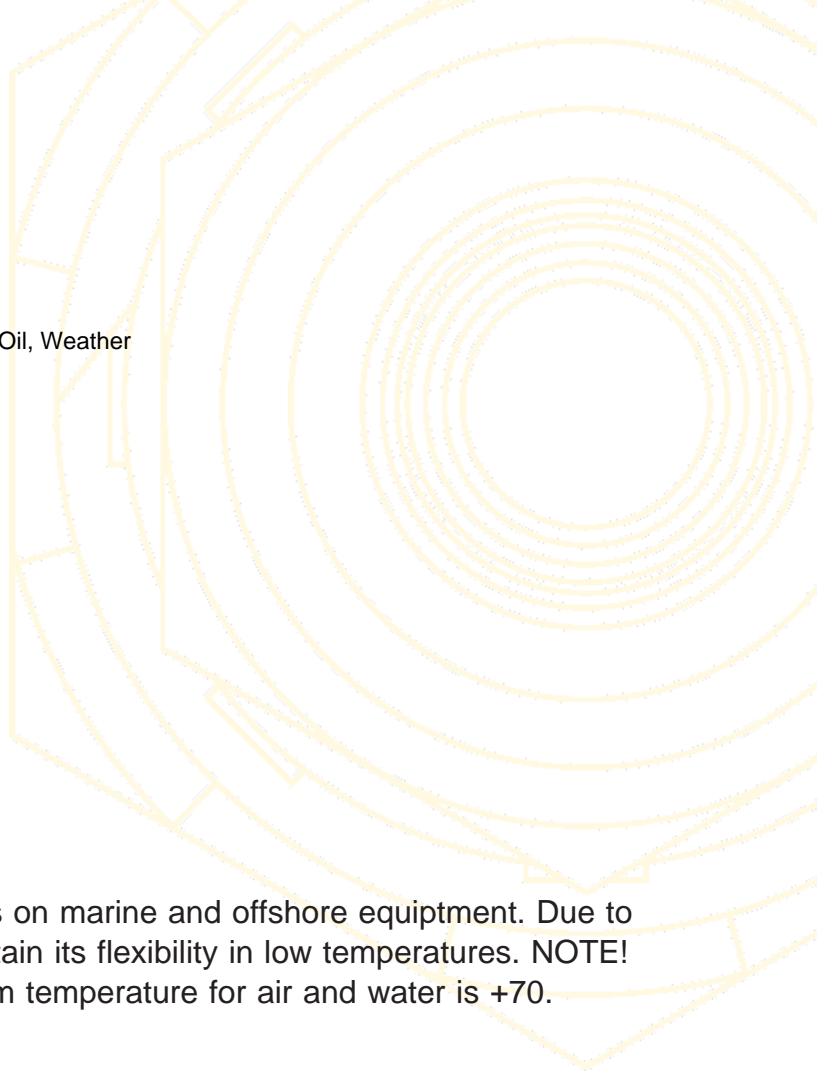 Oil, Weather
s on marine and offshore equiptment. Due to
tain its flexibility in low temperatures. NOTE!
m temperature for air and water is +70.